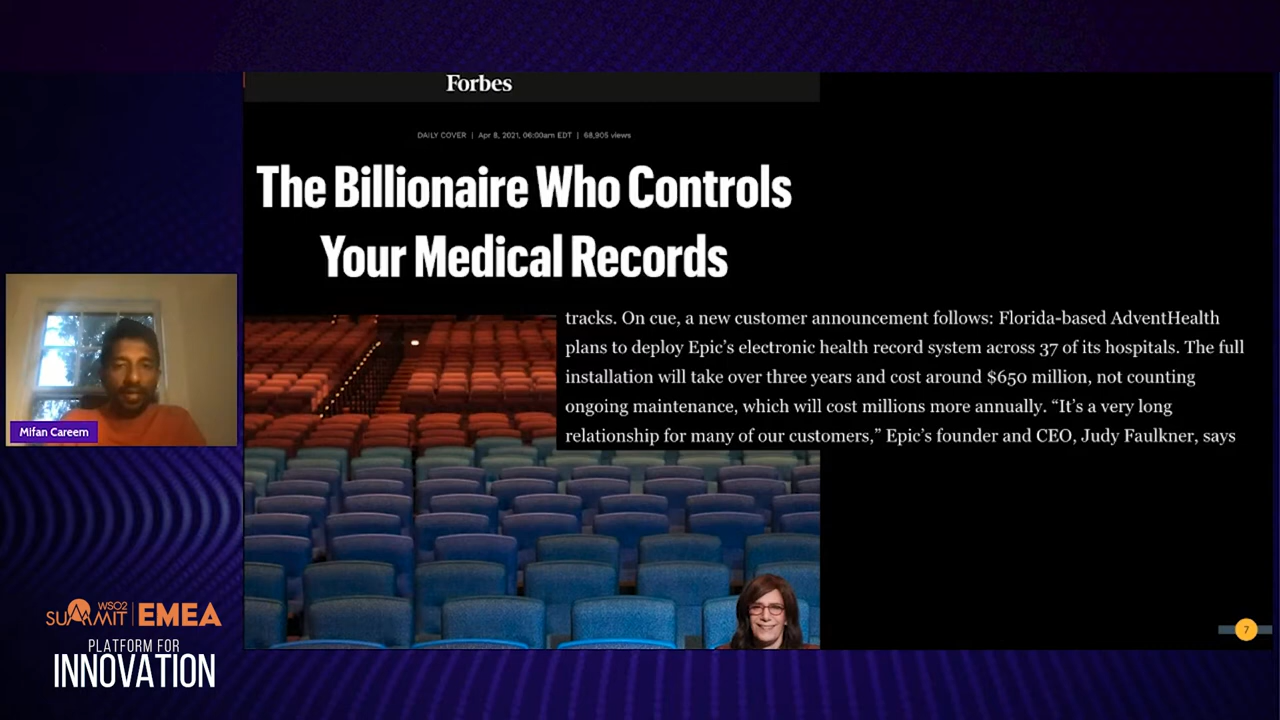 Forbes
DAILY COVER | Apr 8, 2021, 06:00am EDT | 68,905 views
The Billionaire Who Controls
Your Medical Records
tracks. On cue, a new customer announcement follows: Florida-based AdventHealth
plans to deploy Epic’s electronic health record system across 37 of its hospitals. The full
installation will take over three years and cost around $650 million, not counting
ongoing maintenance, which will cost millions more annually. “It’s a very long
relationship for many of our customers,” Epic’s founder and CEO, Judy Faulkner, says
Mifan Careem
WSO2
SUMMIT | EMEA
PLATFORM FOR
INNOVATION
7